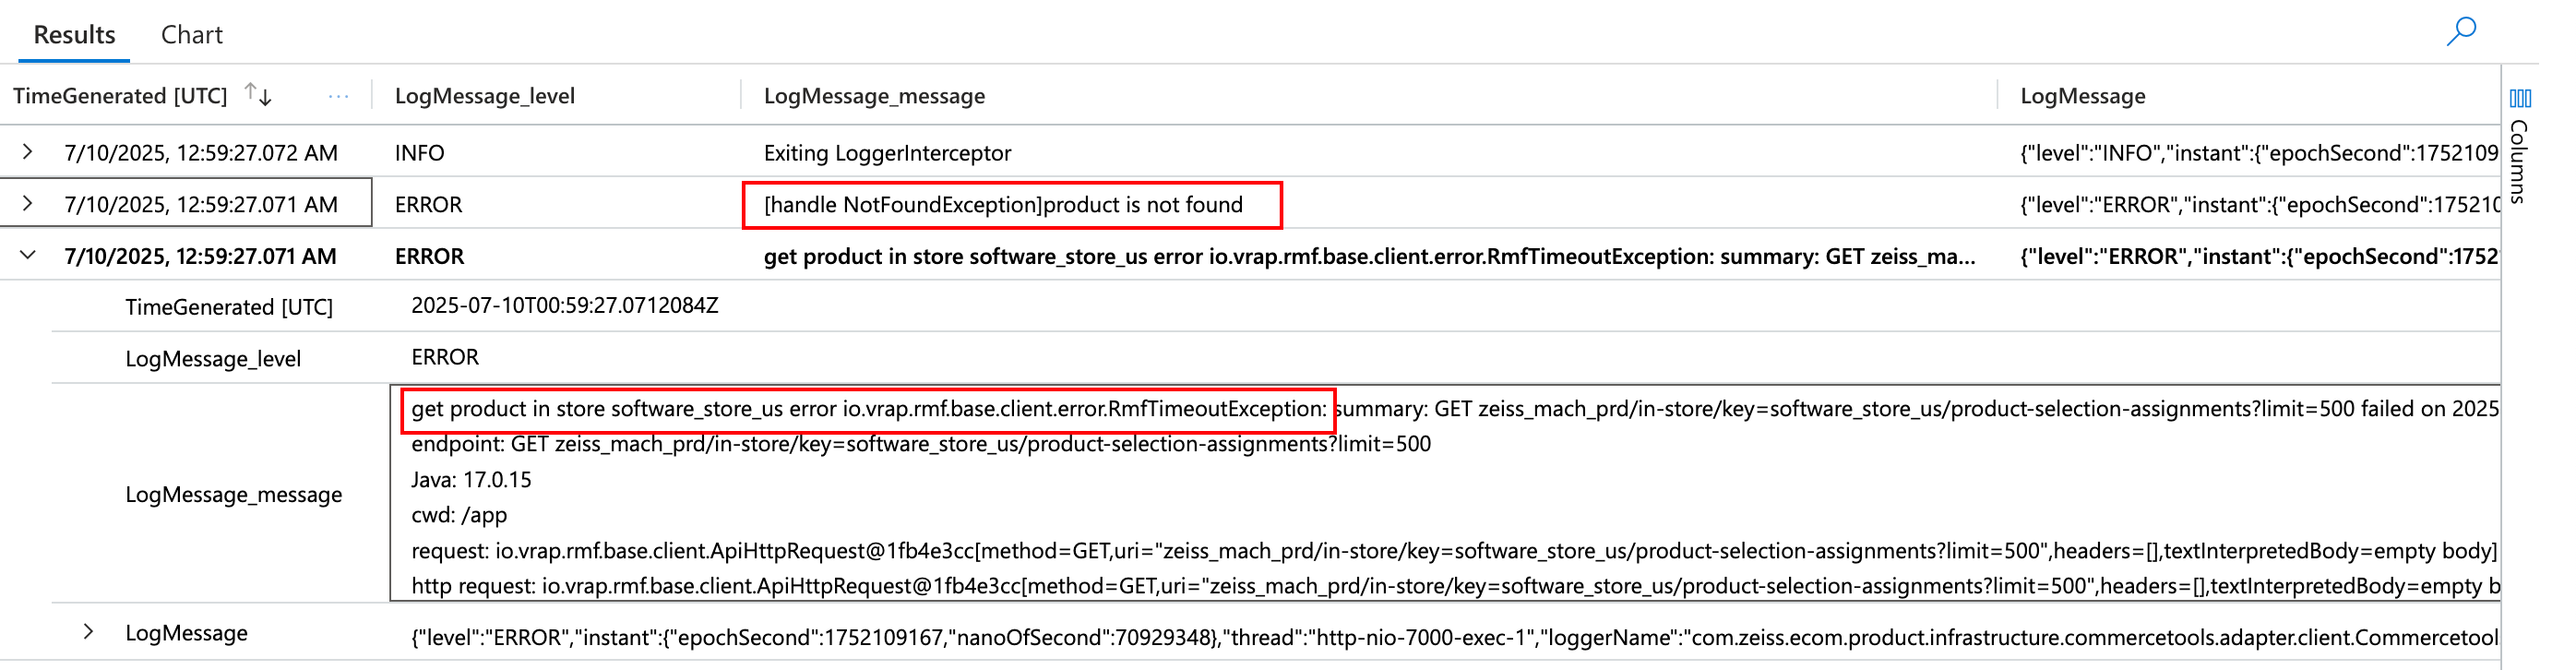 Results Chart
TimeGenerated [UTC] ↑↓ ... LogMessage_level LogMessage_message LogMessage
7/10/2025, 12:59:27.072 AM INFO Exiting LoggerInterceptor {"level":"INFO","instant":{"epochSecond":1752109
7/10/2025, 12:59:27.071 AM ERROR [handle NotFoundException]product is not found {"level":"ERROR","instant":{"epochSecond":175210
7/10/2025, 12:59:27.071 AM ERROR get product in store software_store_us error io.vrap.rmf.base.client.error.RmfTimeoutException: summary: GET zeiss_ma... {"level":"ERROR","instant":{"epochSecond":1752
TimeGenerated [UTC] 2025-07-10T00:59:27.0712084Z
LogMessage_level ERROR
LogMessage_message
get product in store software_store_us error io.vrap.rmf.base.client.error.RmfTimeoutException: summary: GET zeiss_mach_prd/in-store/key=software_store_us/product-selection-assignments?limit=500 failed on 2025
endpoint: GET zeiss_mach_prd/in-store/key=software_store_us/product-selection-assignments?limit=500
Java: 17.0.15
cwd: /app
request: io.vrap.rmf.base.client.ApiHttpRequest@1fb4e3cc[method=GET,uri="zeiss_mach_prd/in-store/key=software_store_us/product-selection-assignments?limit=500",headers=[],textInterpretedBody=empty body]
http request: io.vrap.rmf.base.client.ApiHttpRequest@1fb4e3cc[method=GET,uri="zeiss_mach_prd/in-store/key=software_store_us/product-selection-assignments?limit=500",headers=[],textInterpretedBody=empty b
LogMessage {"level":"ERROR","instant":{"epochSecond":1752109167,"nanoOfSecond":70929348},"thread":"http-nio-7000-exec-1","loggerName":"com.zeiss.ecom.product.infrastructure.commercetools.adapter.client.Commercetool
Columns